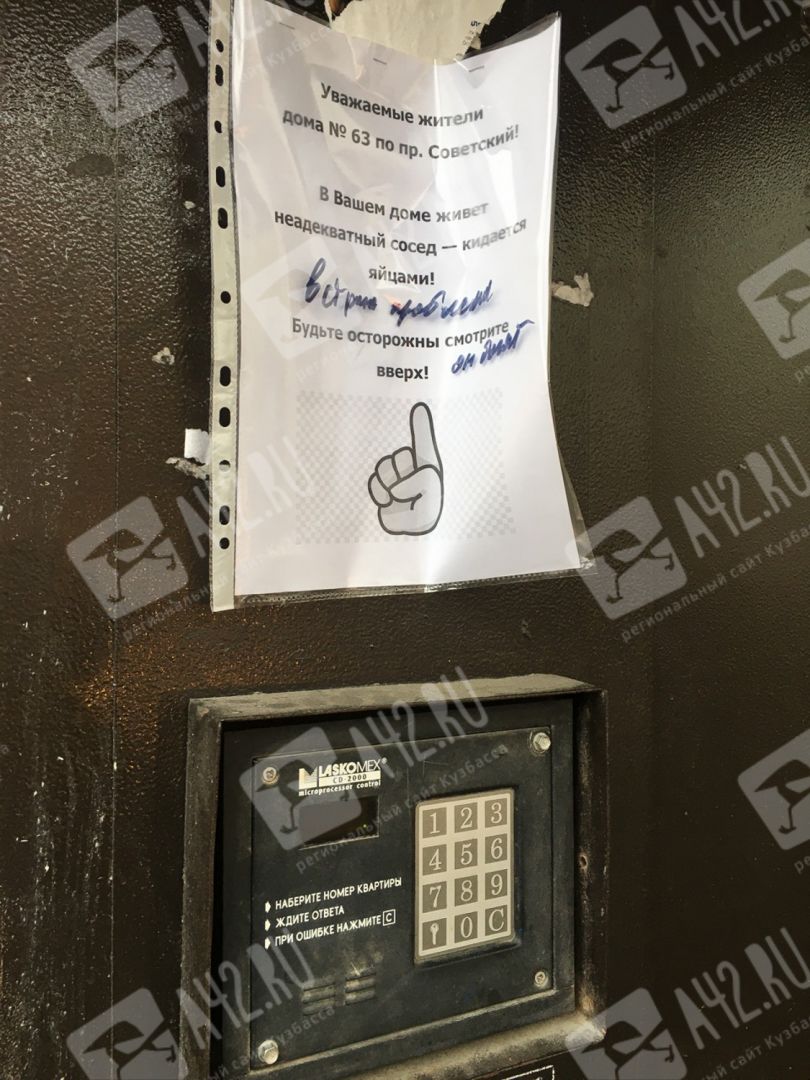 Уважаемые жители
дома № 63 по пр. Советский!
В Вашем доме живет
неадекватный сосед — кидается
яйцами!
Будьте осторожны смотрите
вверх!
LASKOMEX®
CD-2000
microprocessor control
1 2 3
4 5 6
7 8 9
0 C
НАБЕРИТЕ НОМЕР КВАРТИРЫ
ЖДИТЕ ОТВЕТА
ПРИ ОШИБКЕ НАЖМИТЕ C
A42.RU
региональный сайт Кузбасса